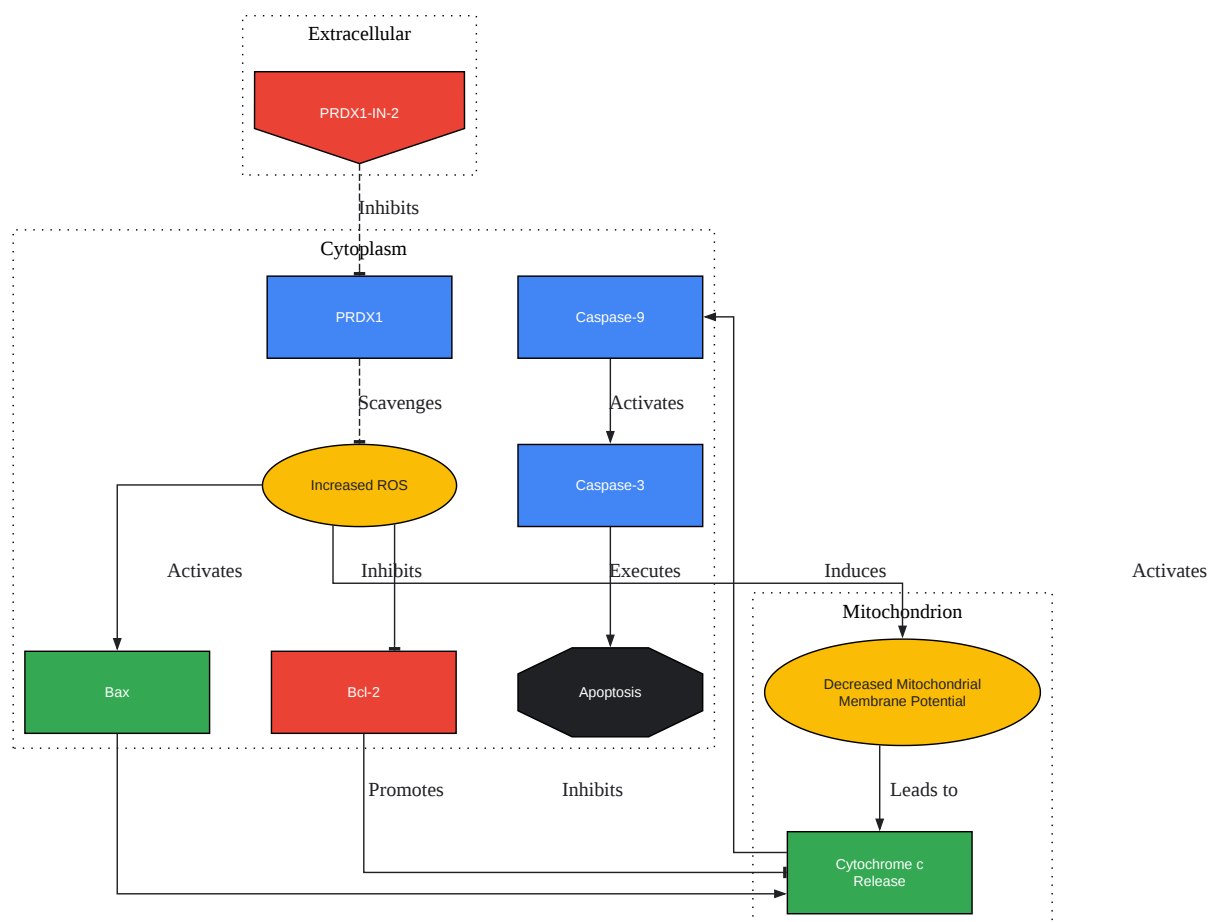 Extracellular
PRDX1-IN-2
Inhibits
Cytoplasm
PRDX1
Caspase-9
Scavenges
Activates
Increased ROS
Caspase-3
Activates
Inhibits
Executes
Induces
Activates
Mitochondrion
Bax
Bcl-2
Apoptosis
Decreased Mitochondrial
Membrane Potential
Promotes
Inhibits
Leads to
Cytochrome c
Release